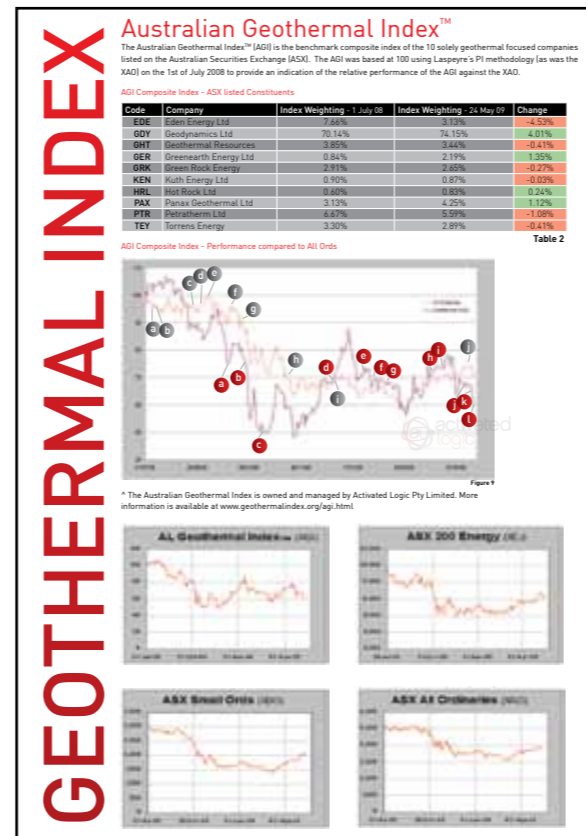 GEOTHERMAL INDEX
Australian Geothermal Index™
The Australian Geothermal Index™ (AGI) is the benchmark composite index of the 10 solely geothermal focused companies
listed on the Australian Securities Exchange (ASX). The AGI was based at 100 using Laspeyre's PI methodology (as was the
XAO) on the 1st of July 2008 to provide an indication of the relative performance of the AGI against the XAO.
AGI Composite Index - ASX listed Constituents
Code Company Index Weighting - 1 July 08 Index Weighting - 24 May 09 Change
EDE Eden Energy Ltd 7.66% 3.13% -4.53%
GDY Geodynamics Ltd 70.14% 74.15% 4.01%
GHT Geothermal Resources 3.85% 3.44% -0.41%
GER Greenearth Energy Ltd 0.84% 2.19% 1.35%
GRK Green Rock Energy 2.91% 2.65% -0.27%
KEN Kuth Energy Ltd 0.90% 0.87% -0.03%
HRL Hot Rock Ltd 0.60% 0.83% 0.24%
PAX Panax Geothermal Ltd 3.13% 4.25% 1.12%
PTR Petratherm Ltd 6.67% 5.59% -1.08%
TEY Torrens Energy 3.30% 2.89% -0.41%
Table 2
AGI Composite Index - Performance compared to All Ords
c d e
f
g
a b
h
i
j
a b
c
d
e
f g
h i
j k
l
activated
logic
Figure 9
^ The Australian Geothermal Index is owned and managed by Activated Logic Pty Limited. More
information is available at www.geothermalindex.org/agi.html
AL Geothermal Index
ASX 200 Energy
ASX Small Ords
ASX All Ordinaries